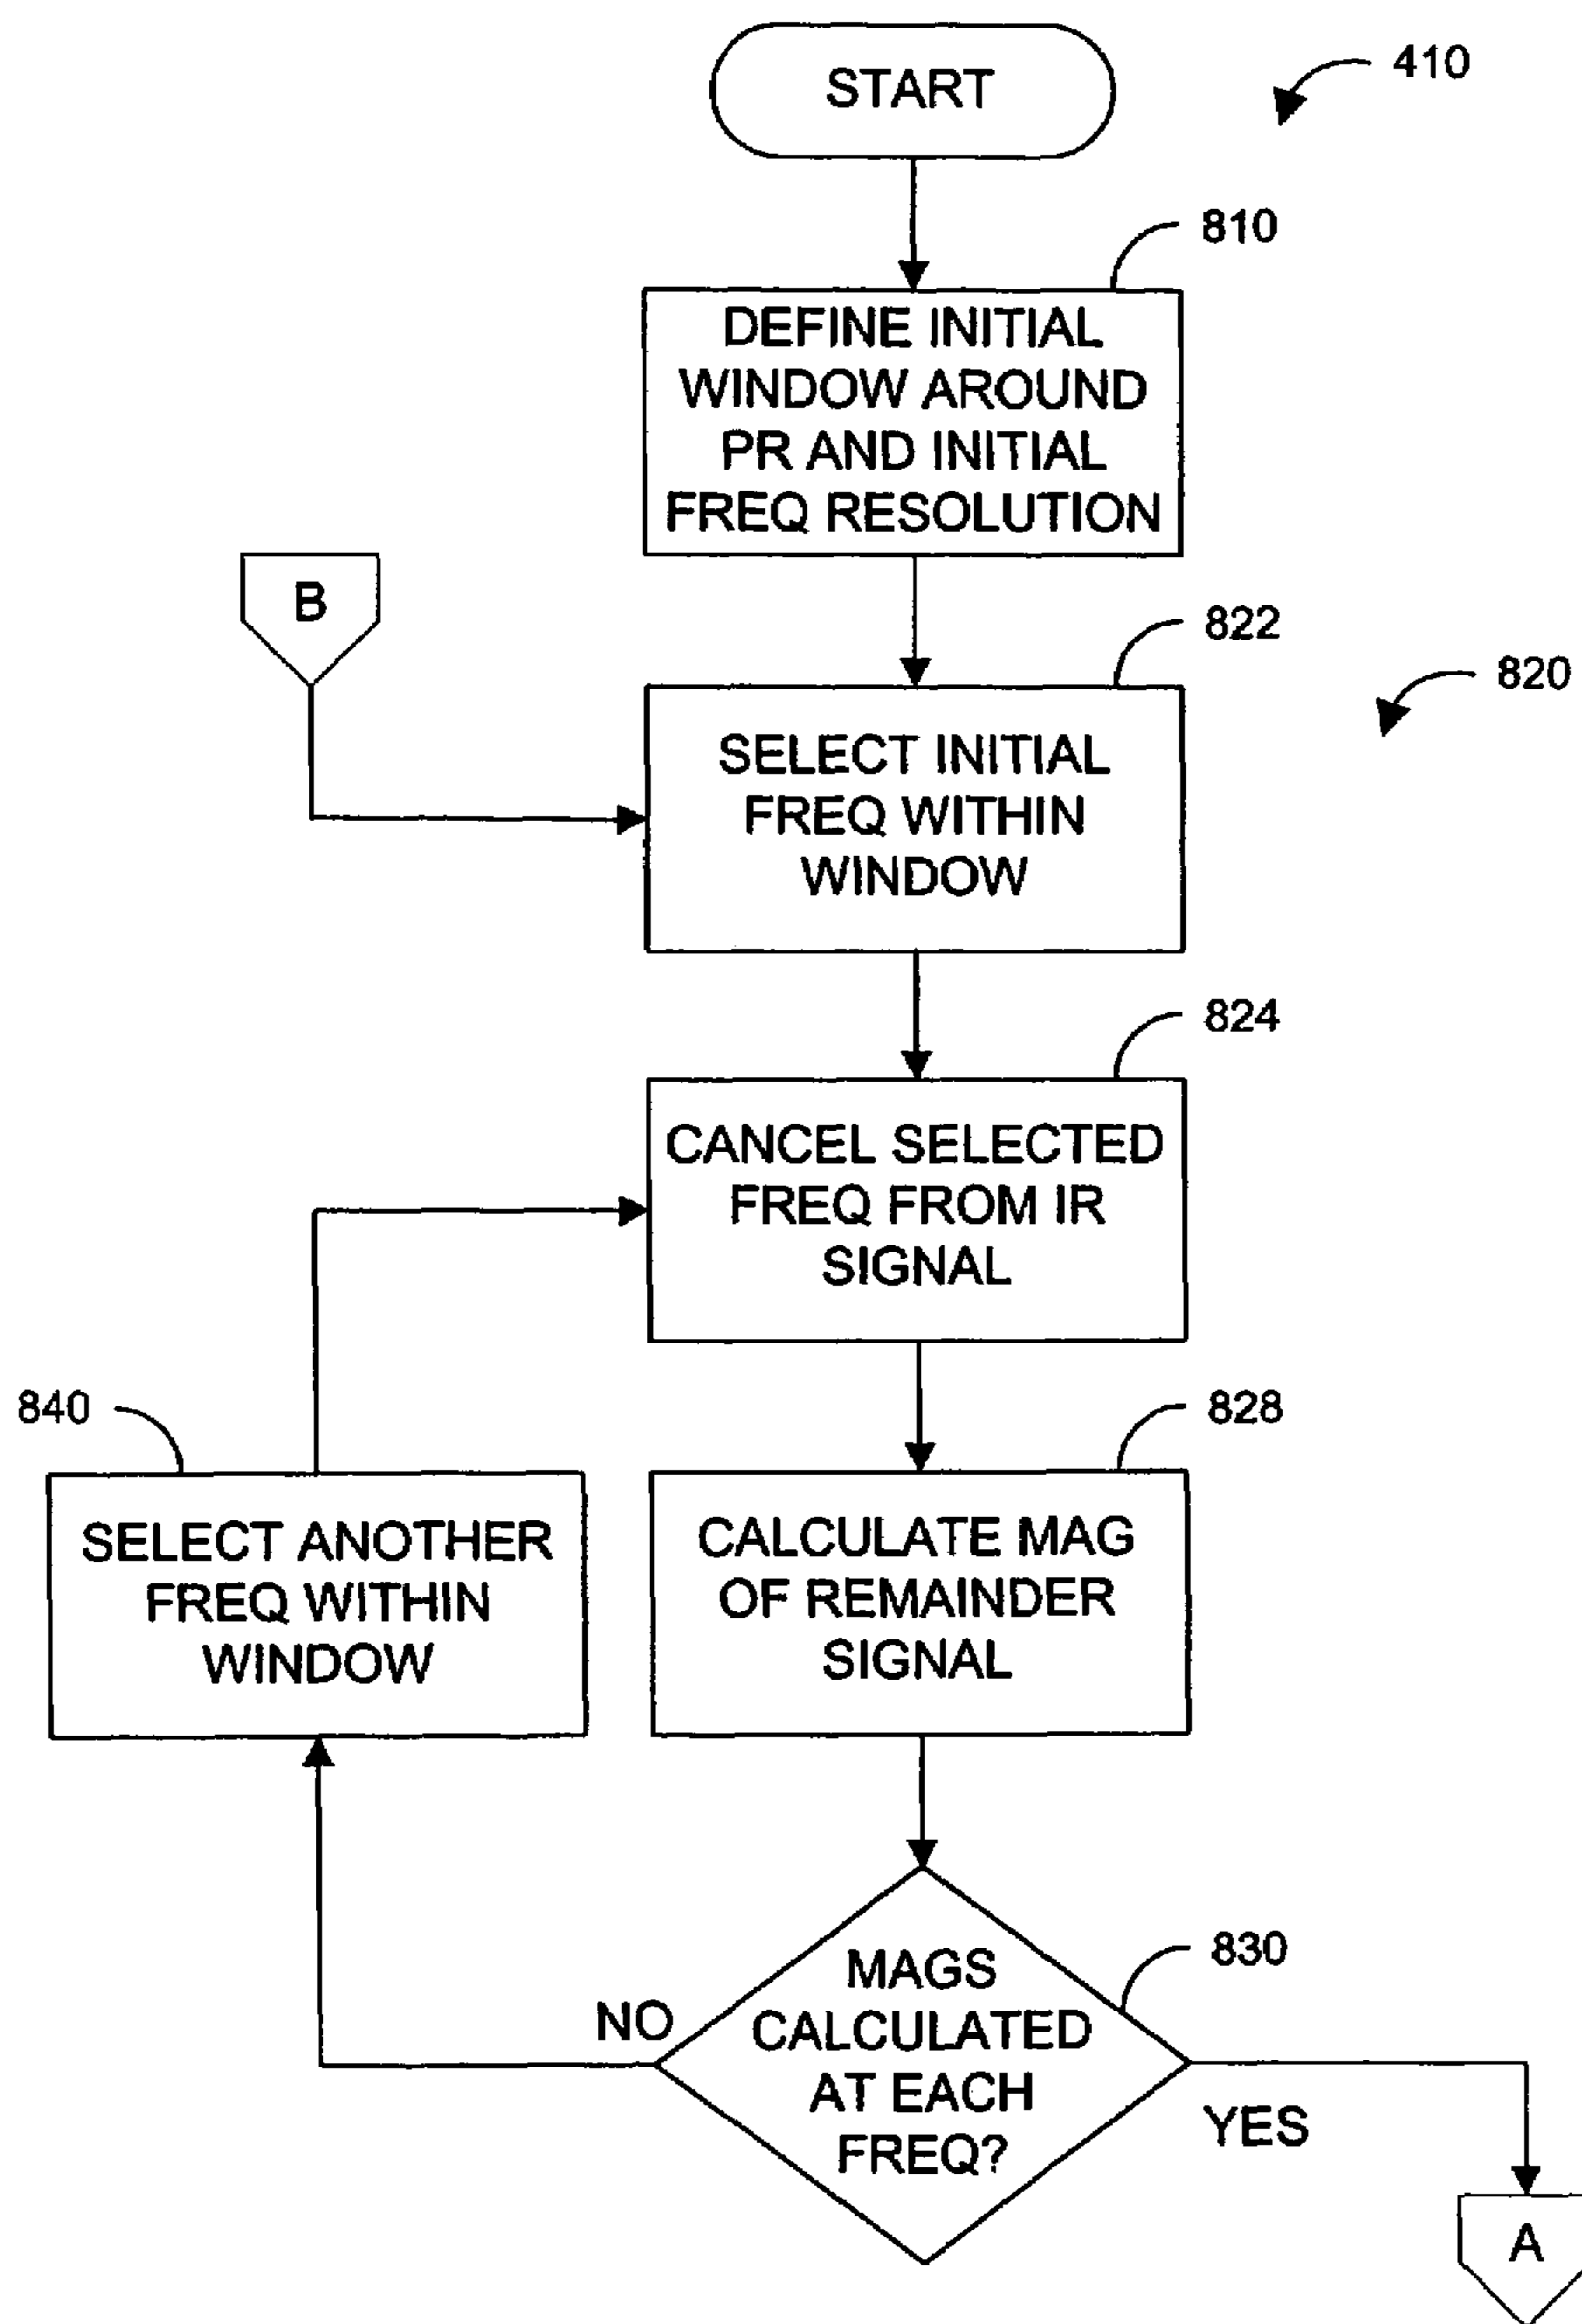 START
410
810
DEFINE INITIAL
WINDOW AROUND
PR AND INITIAL
FREQ RESOLUTION
B
822
820
SELECT INITIAL
FREQ WITHIN
WINDOW
824
CANCEL SELECTED
FREQ FROM IR
SIGNAL
840
828
SELECT ANOTHER
FREQ WITHIN
WINDOW
CALCULATE MAG
OF REMAINDER
SIGNAL
830
MAGS
CALCULATED
AT EACH
FREQ?
NO
YES
A